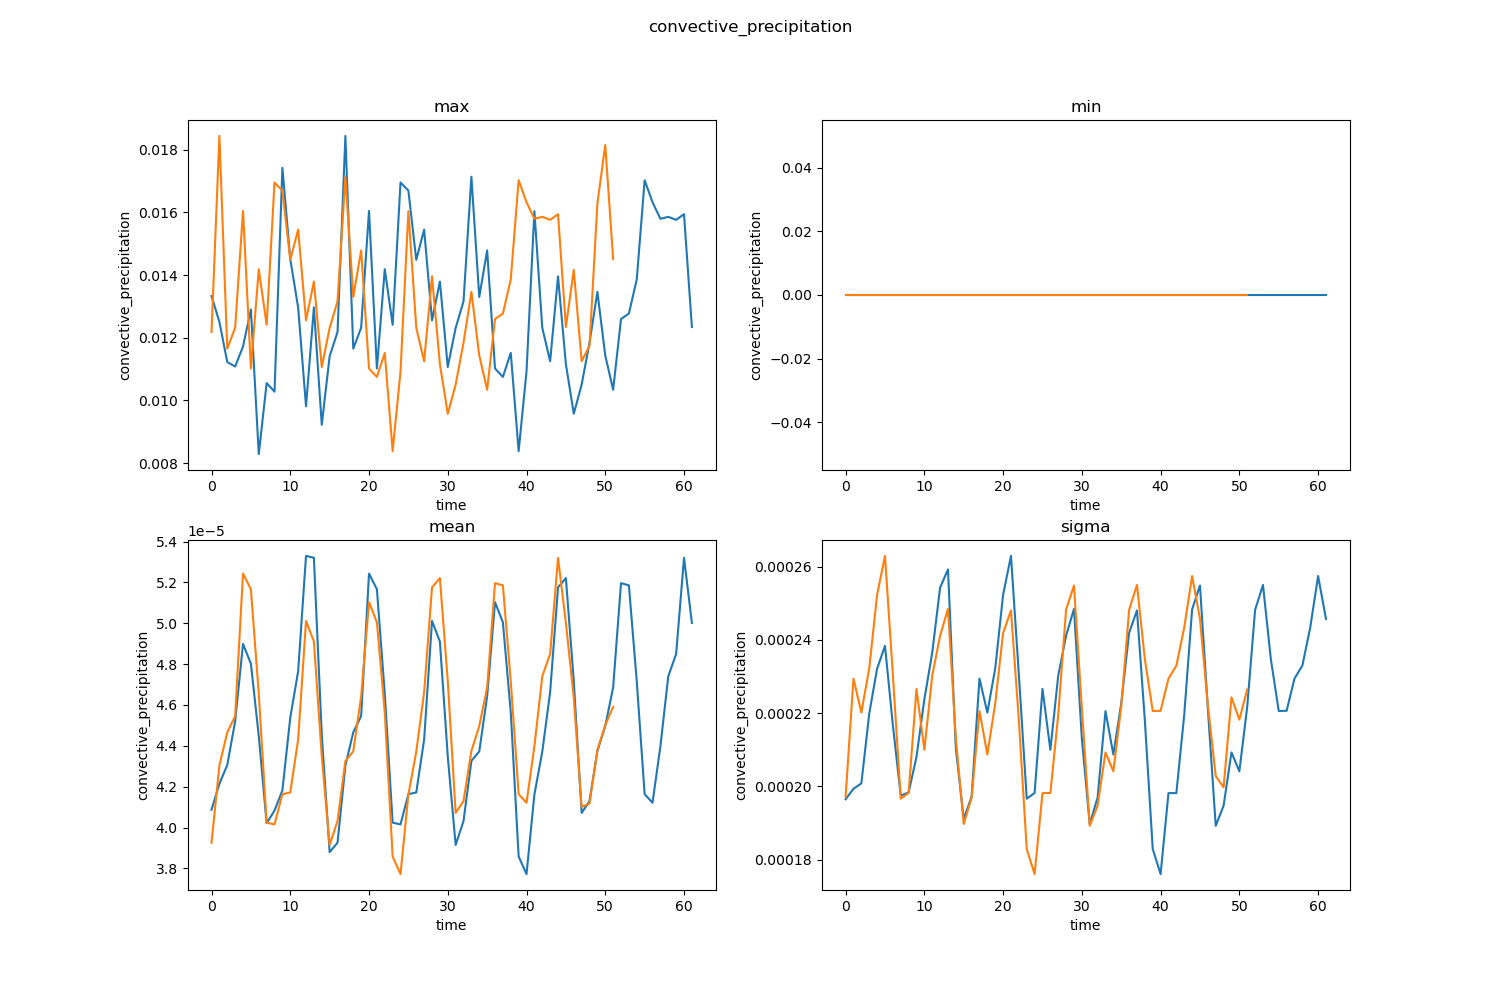 convective_precipitation
max
convective_precipitation
0.018
0.016
0.014
0.012
0.010
0.008
0 10 20 30 40 50 60
time
min
convective_precipitation
0.04
0.02
0.00
−0.02
−0.04
0 10 20 30 40 50 60
time
mean
1e−5
convective_precipitation
5.4
5.2
5.0
4.8
4.6
4.4
4.2
4.0
3.8
0 10 20 30 40 50 60
time
sigma
convective_precipitation
0.00026
0.00024
0.00022
0.00020
0.00018
0 10 20 30 40 50 60
time